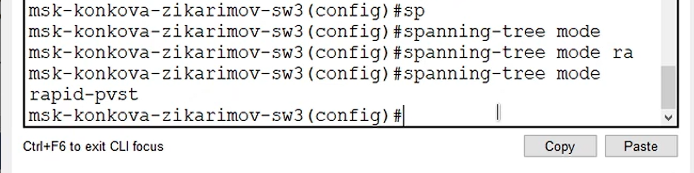 msk-konkova-zikarimov-sw3(config)#sp
msk-konkova-zikarimov-sw3(config)#spanning-tree mode
msk-konkova-zikarimov-sw3(config)#spanning-tree mode ra
msk-konkova-zikarimov-sw3(config)#spanning-tree mode
rapid-pvst
msk-konkova-zikarimov-sw3(config)#
Ctrl+F6 to exit CLI focus
Copy
Paste